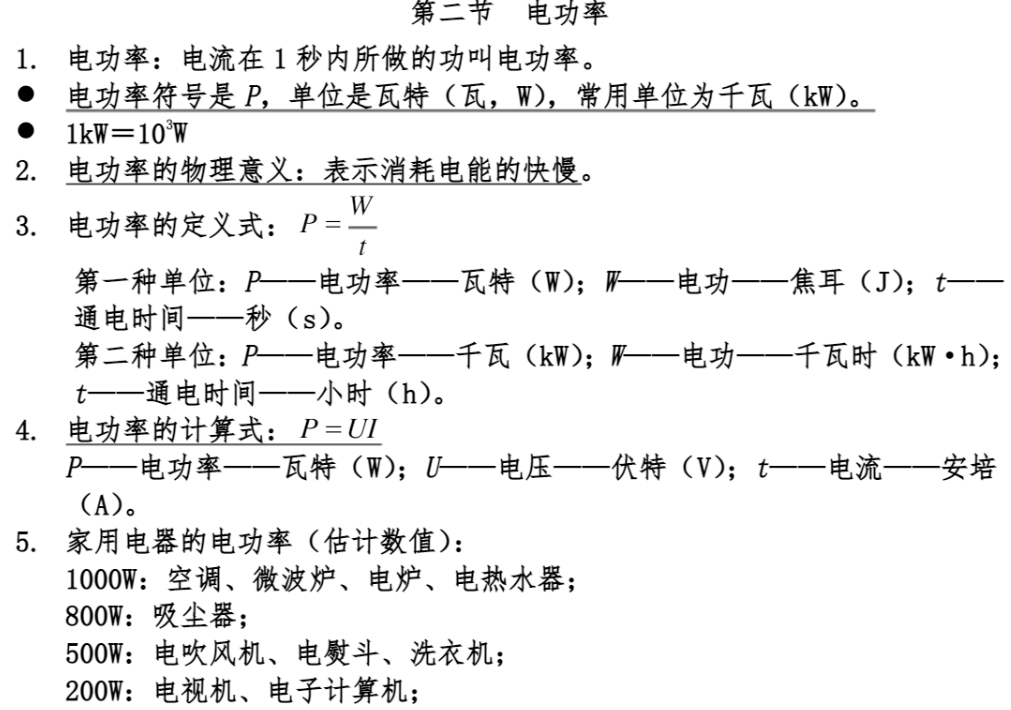 第二节 电功率
1. 电功率：电流在 1 秒内所做的功叫电功率。
● 电功率符号是 P，单位是瓦特（瓦，W），常用单位为千瓦（kW）。
● 1kW＝10³W
2. 电功率的物理意义：表示消耗电能的快慢。
3. 电功率的定义式：P = W/t
第一种单位：P——电功率——瓦特（W）；W——电功——焦耳（J）；t——
通电时间——秒（s）。
第二种单位：P——电功率——千瓦（kW）；W——电功——千瓦时（kW•h）；
t——通电时间——小时（h）。
4. 电功率的计算式：P = UI
P——电功率——瓦特（W）；U——电压——伏特（V）；t——电流——安培
（A）。
5. 家用电器的电功率（估计数值）：
1000W：空调、微波炉、电炉、电热水器；
800W：吸尘器；
500W：电吹风机、电熨斗、洗衣机；
200W：电视机、电子计算机；